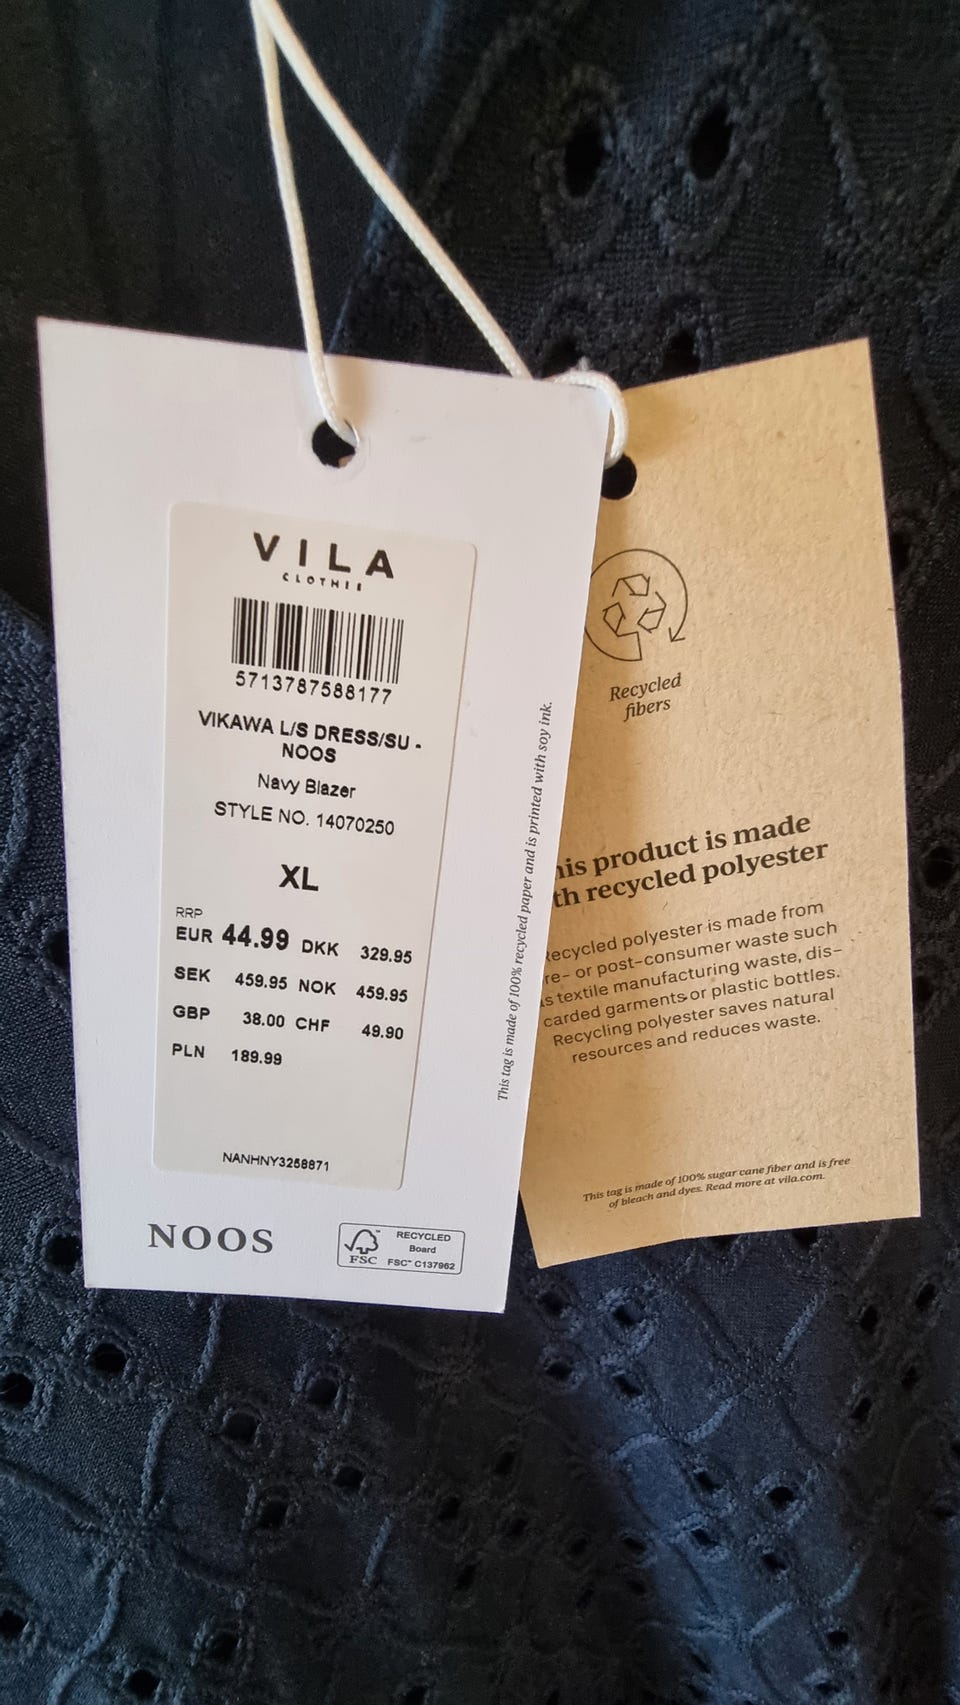 VILA
CLOTHES
5713787588177
VIKAWA L/S DRESS/SU -
NOOS
Navy Blazer
STYLE NO. 14070250
XL
RRP
EUR 44.99 DKK 329.95
SEK 459.95 NOK 459.95
GBP 38.00 CHF 49.90
PLN 189.99
NANHNY3258871
NOOS
FSC
RECYCLED
Board
FSC™ C137962
This tag is made of 100% recycled paper and is printed with soy ink.
Recycled
fibers
his product is made
th recycled polyester
ecycled polyester is made from
re- or post-consumer waste such
s textile manufacturing waste, dis-
carded garments or plastic bottles.
Recycling polyester saves natural
resources and reduces waste.
This tag is made of 100% sugar cane fiber and is free
of bleach and dyes. Read more at vila.com.